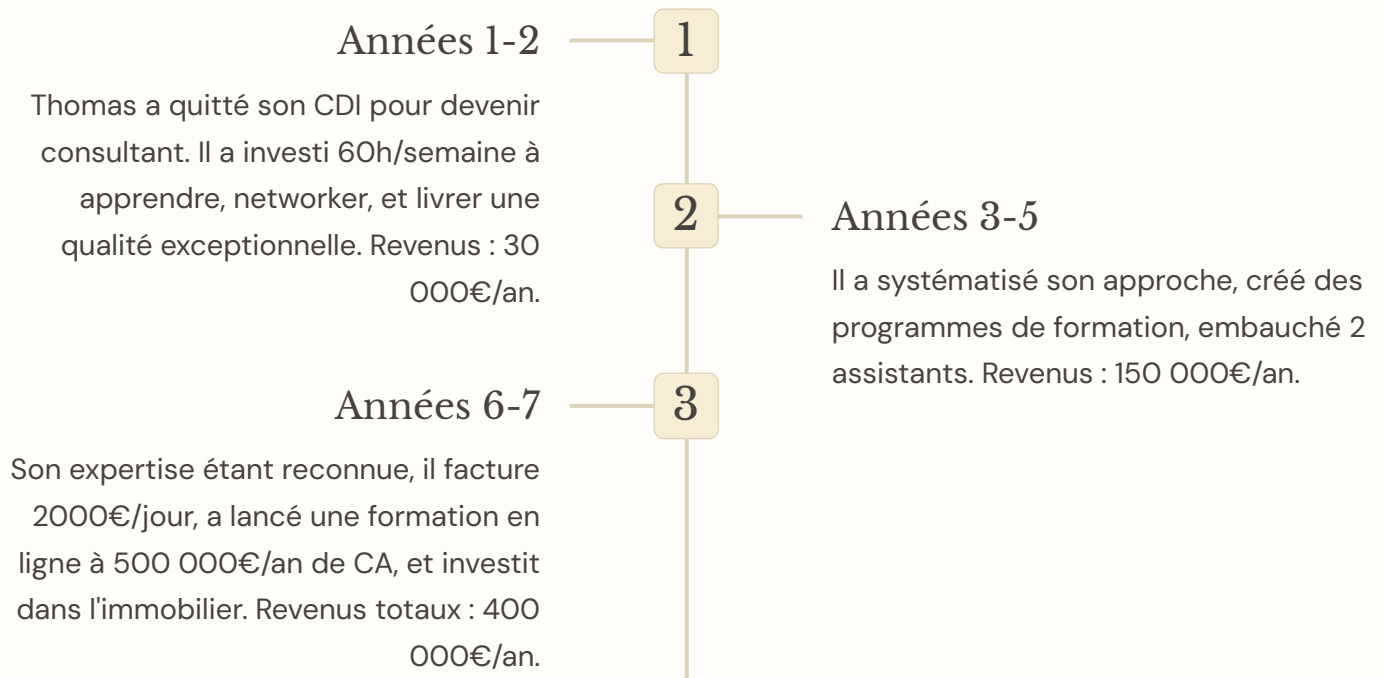 Années 1-2
1
Thomas a quitté son CDI pour devenir
consultant. Il a investi 60h/semaine à
apprendre, networker, et livrer une
qualité exceptionnelle. Revenus : 30
000€/an.
2
Années 3-5
Il a systématisé son approche, créé des
programmes de formation, embauché 2
assistants. Revenus : 150 000€/an.
Années 6-7
3
Son expertise étant reconnue, il facture
2000€/jour, a lancé une formation en
ligne à 500 000€/an de CA, et investit
dans l'immobilier. Revenus totaux : 400
000€/an.